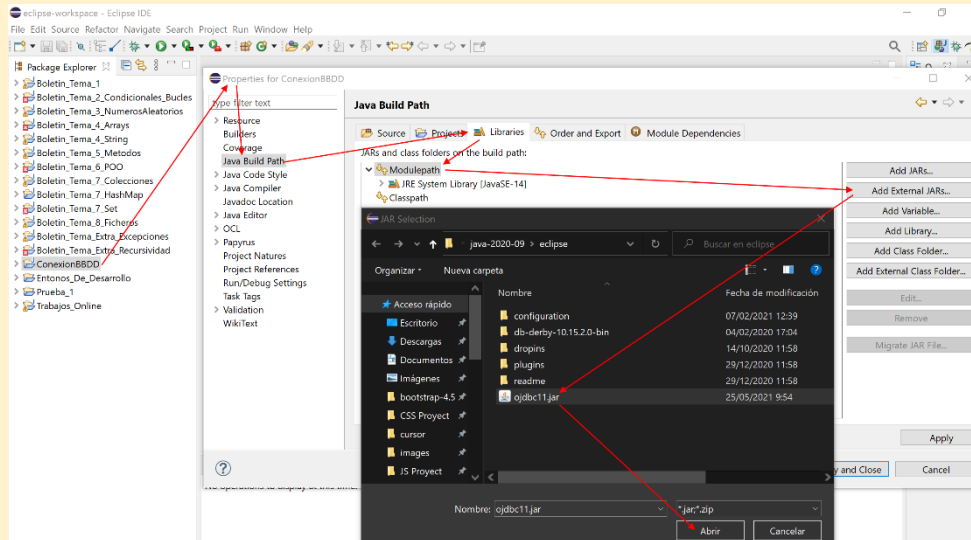 eclipse-workspace - Eclipse IDE
File Edit Source Refactor Navigate Search Project Run Window Help
Package Explorer
Boletin_Tema_1
Boletin_Tema_2_Condicionales_Bucles
Boletin_Tema_3_NumerosAleatorios
Boletin_Tema_4_Arrays
Boletin_Tema_4_String
Boletin_Tema_5_Metodos
Boletin_Tema_6_POO
Boletin_Tema_7_Colecciones
Boletin_Tema_7_HashMap
Boletin_Tema_7_Set
Boletin_Tema_8_Ficheros
Boletin_Tema_Extra_Excepciones
Boletin_Tema_Extra_Recursividad
ConexionBBDD
Entonos_De_Desarrollo
Prueba_1
Trabajos_Online
Properties for ConexionBBDD
type filter text
Resource
Builders
Coverage
Java Build Path
Java Code Style
Java Compiler
Javadoc Location
Java Editor
OCL
Papyrus
Project Natures
Project References
Run/Debug Settings
Task Tags
Validation
WikiText
Java Build Path
Source Projects Libraries Order and Export Module Dependencies
JARs and class folders on the build path:
Modulepath
JRE System Library [JavaSE-14]
Classpath
Add JARs...
Add External JARs...
Add Variable...
Add Library...
Add Class Folder...
Add External Class Folder...
Edit...
Remove
Migrate JAR File...
Apply
y and Close Cancel
JAR Selection
java-2020-09 > eclipse
Buscar en eclipse
Organizar Nueva carpeta
Acceso rápido
Escritorio
Descargas
Documentos
Imágenes
bootstrap-4.5
CSS Proyect
cursor
images
JS Proyect
Nombre Fecha de modificación
configuration 07/02/2021 12:39
db-derby-10.15.2.0-bin 04/02/2020 17:04
dropins 14/10/2020 11:58
plugins 29/12/2020 11:58
readme 29/12/2020 11:58
ojdbc11.jar 25/05/2021 9:54
Nombre: ojdbc11.jar *.jar;*.zip
Abrir Cancelar